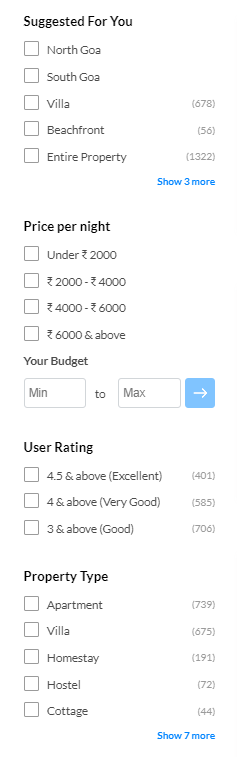 Suggested For You
North Goa
South Goa
Villa (678)
Beachfront (56)
Entire Property (1322)
Show 3 more
Price per night
Under ₹ 2000
₹ 2000 - ₹ 4000
₹ 4000 - ₹ 6000
₹ 6000 & above
Your Budget
Min to Max
User Rating
4.5 & above (Excellent) (401)
4 & above (Very Good) (585)
3 & above (Good) (706)
Property Type
Apartment (739)
Villa (675)
Homestay (191)
Hostel (72)
Cottage (44)
Show 7 more